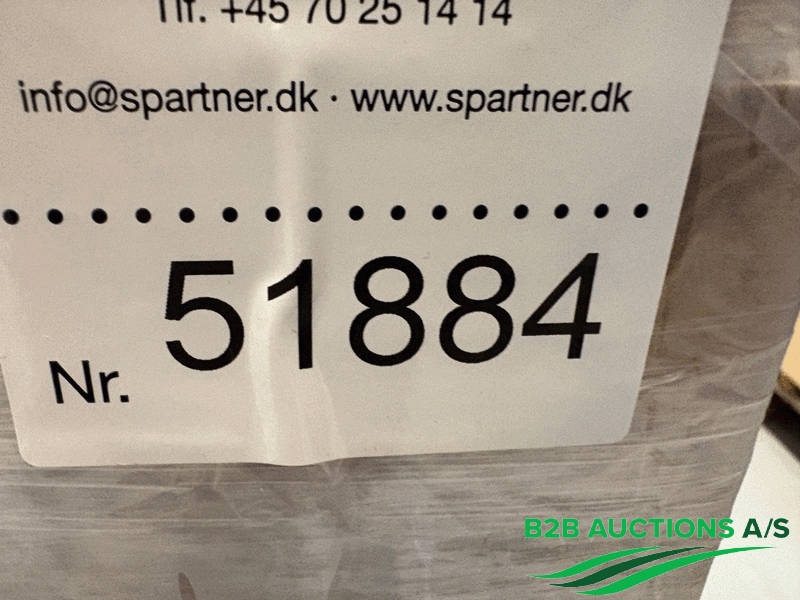 Tlf. +45 70 25 14 14
info@spartner.dk · www.spartner.dk
Nr. 51884
B2B AUCTIONS A/S